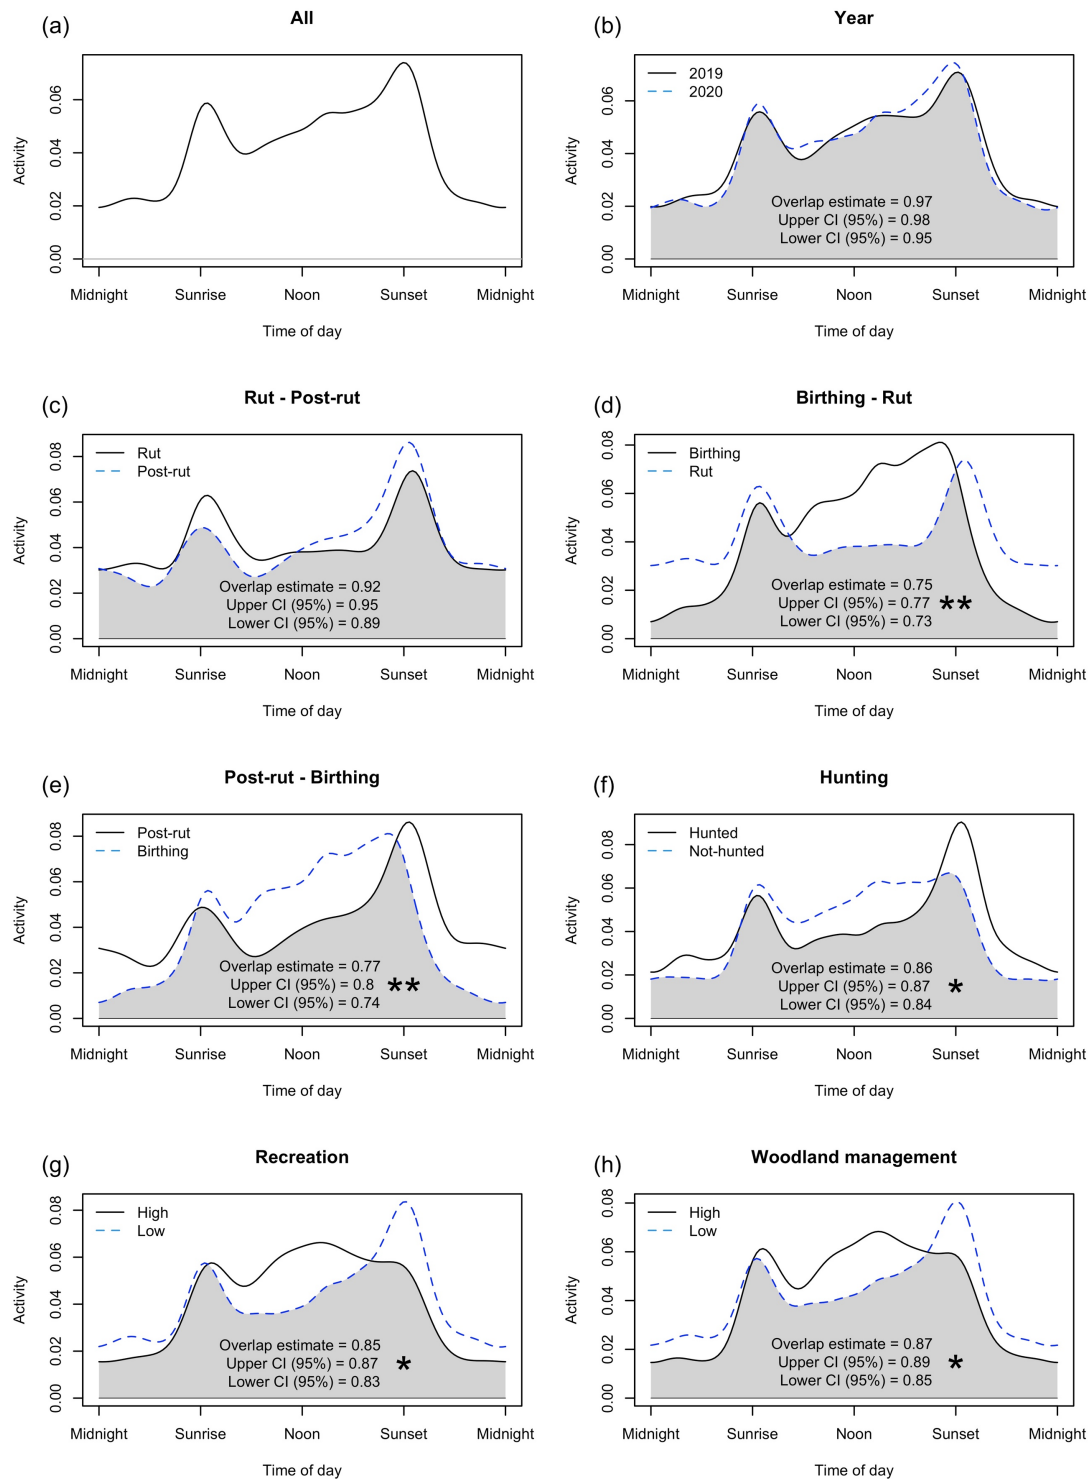 (a)
All
Activity
0.06
0.04
0.02
0.00
Midnight Sunrise Noon Sunset Midnight
Time of day
(b)
Year
Activity
0.06
0.04
0.02
0.00
2019
2020
Overlap estimate = 0.97
Upper CI (95%) = 0.98
Lower CI (95%) = 0.95
Midnight Sunrise Noon Sunset Midnight
Time of day
(c)
Rut - Post-rut
Activity
0.08
0.06
0.04
0.02
0.00
Rut
Post-rut
Overlap estimate = 0.92
Upper CI (95%) = 0.95
Lower CI (95%) = 0.89
Midnight Sunrise Noon Sunset Midnight
Time of day
(d)
Birthing - Rut
Activity
0.08
0.06
0.04
0.02
0.00
Birthing
Rut
Overlap estimate = 0.75
Upper CI (95%) = 0.77 **
Lower CI (95%) = 0.73
Midnight Sunrise Noon Sunset Midnight
Time of day
(e)
Post-rut - Birthing
Activity
0.08
0.06
0.04
0.02
0.00
Post-rut
Birthing
Overlap estimate = 0.77
Upper CI (95%) = 0.8 **
Lower CI (95%) = 0.74
Midnight Sunrise Noon Sunset Midnight
Time of day
(f)
Hunting
Activity
0.08
0.06
0.04
0.02
0.00
Hunted
Not-hunted
Overlap estimate = 0.86
Upper CI (95%) = 0.87 *
Lower CI (95%) = 0.84
Midnight Sunrise Noon Sunset Midnight
Time of day
(g)
Recreation
Activity
0.08
0.06
0.04
0.02
0.00
High
Low
Overlap estimate = 0.85
Upper CI (95%) = 0.87 *
Lower CI (95%) = 0.83
Midnight Sunrise Noon Sunset Midnight
Time of day
(h)
Woodland management
Activity
0.08
0.06
0.04
0.02
0.00
High
Low
Overlap estimate = 0.87
Upper CI (95%) = 0.89 *
Lower CI (95%) = 0.85
Midnight Sunrise Noon Sunset Midnight
Time of day